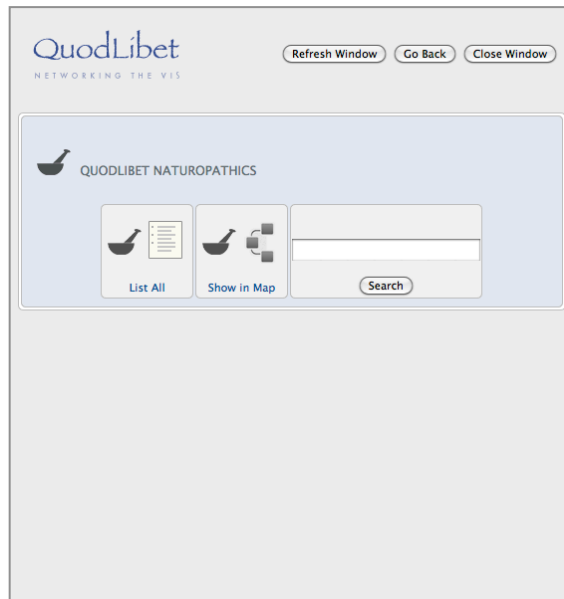 QuodLibet
NETWORKING THE VIS
Refresh Window Go Back Close Window
QUODLIBET NATUROPATHICS
List All Show in Map Search